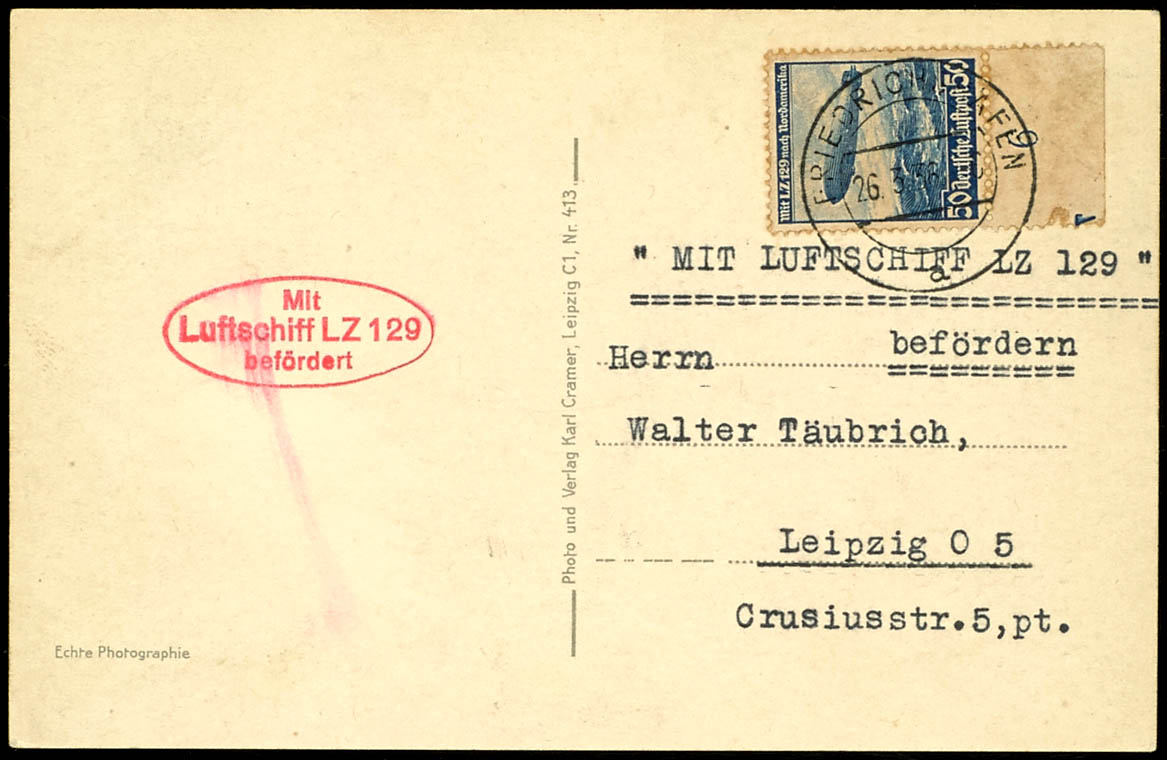 Mit LZ 129 nach Nordamerika
50 Deutsche Luftpost 50
FRIEDRICHSHAFEN
26.3.36
a
" MIT LUFTSCHIFF LZ 129 "
befördern
Herrn
Walter Täubrich,
Leipzig O 5
Crusiusstr.5,pt.
Mit
Luftschiff LZ 129
befördert
Photo und Verlag Karl Cramer, Leipzig C1, Nr. 413
Echte Photographie